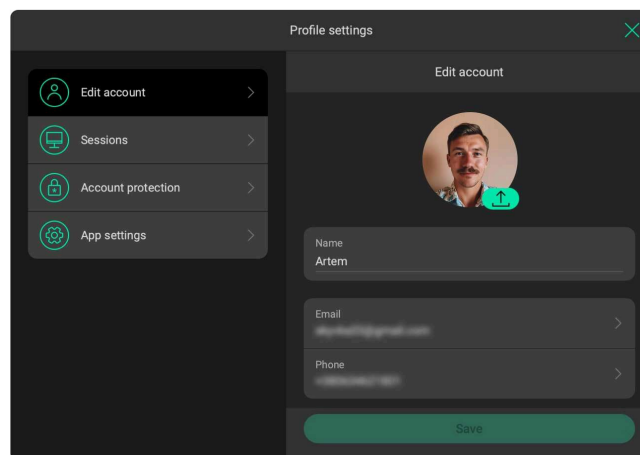 Profile settings
Edit account
Sessions
Account protection
App settings
Edit account
Name
Artem
Email
Phone
Save